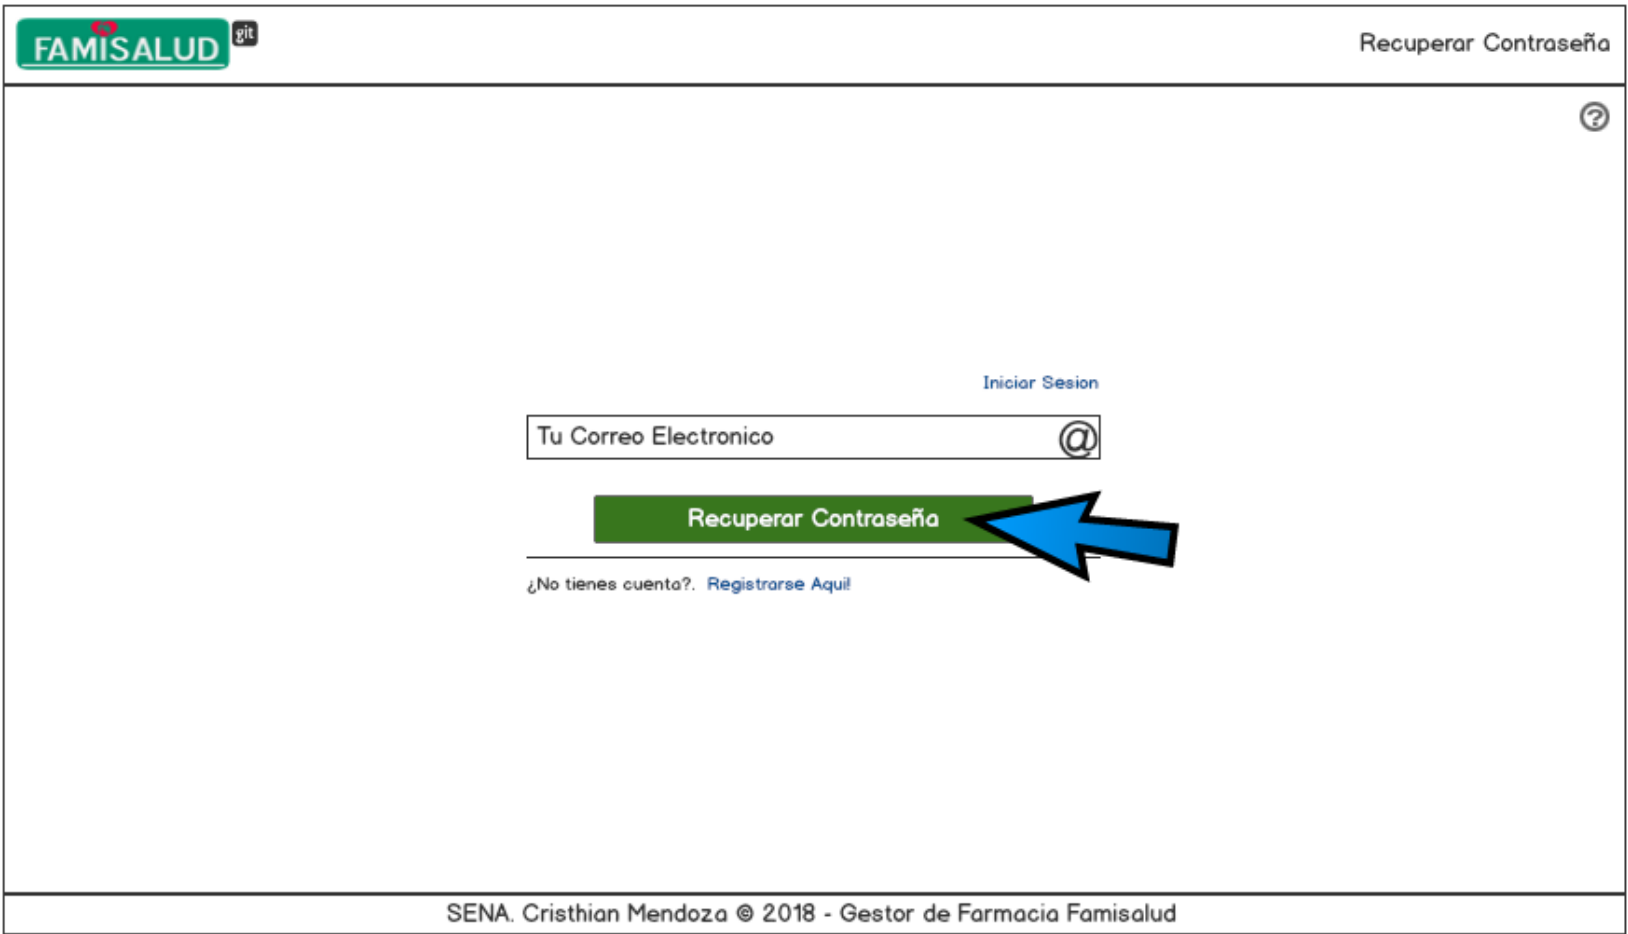 FAMISALUD git
Recuperar Contraseña
?
Iniciar Sesion
Tu Correo Electronico @
Recuperar Contraseña
¿No tienes cuenta?. Registrarse Aqui!
SENA. Cristhian Mendoza © 2018 - Gestor de Farmacia Famisalud